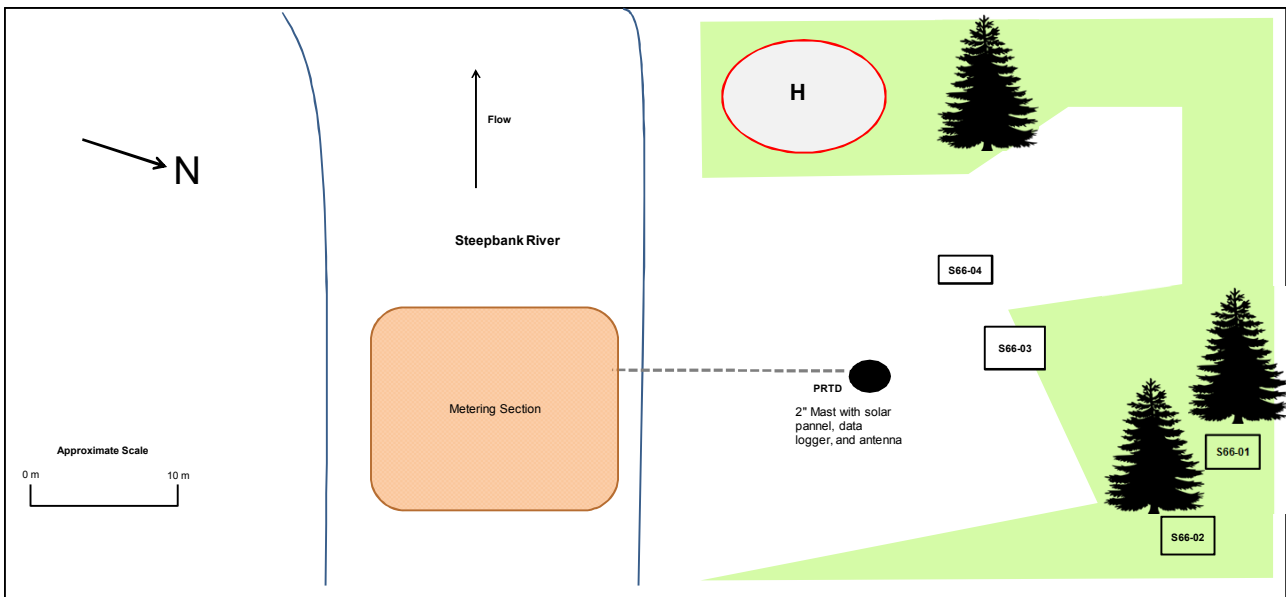 H
Flow
N
Steepbank River
S66-04
S66-03
PRTD
2" Mast with solar
pannel, data
logger, and antenna
Metering Section
Approximate Scale
0 m
10 m
S66-01
S66-02